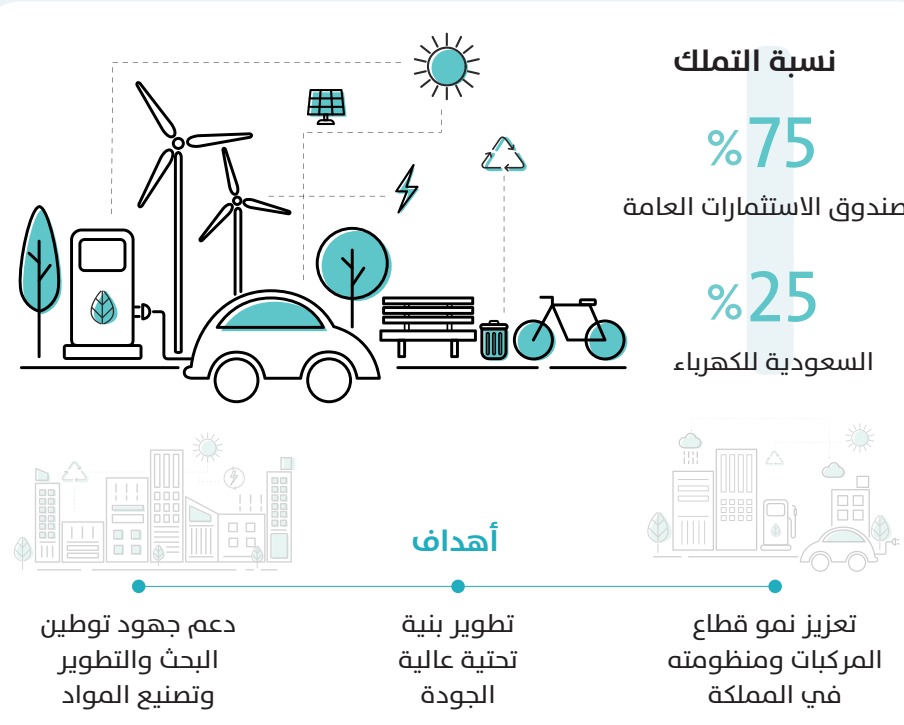 نسبة التملك
%75
صندوق الاستثمارات العامة
%25
السعودية للكهرباء
أهداف
تعزيز نمو قطاع
المركبات ومنظومته
في المملكة
تطوير بنية
تحتية عالية
الجودة
دعم جهود توطين
البحث والتطوير
وتصنيع المواد